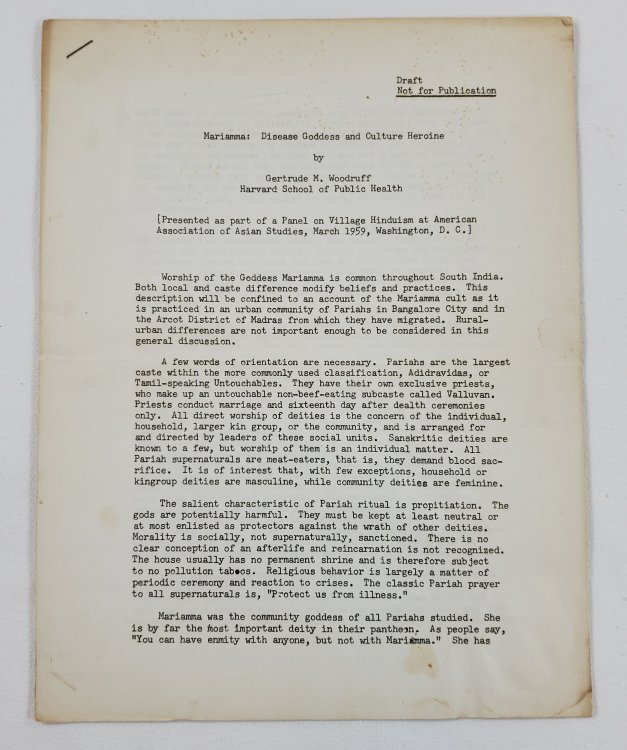 Draft
Not for Publication
Mariamma: Disease Goddess and Culture Heroine
by
Gertrude M. Woodruff
Harvard School of Public Health
[Presented as part of a Panel on Village Hinduism at American
Association of Asian Studies, March 1959, Washington, D. C.]
Worship of the Goddess Mariamma is common throughout South India.
Both local and caste difference modify beliefs and practices. This
description will be confined to an account of the Mariamma cult as it
is practiced in an urban community of Pariahs in Bangalore City and in
the Arcot District of Madras from which they have migrated. Rural-
urban differences are not important enough to be considered in this
general discussion.
A few words of orientation are necessary. Pariahs are the largest
caste within the more commonly used classification, Adidravidas, or
Tamil-speaking Untouchables. They have their own exclusive priests,
who make up an untouchable non-beef-eating subcaste called Valluvan.
Priests conduct marriage and sixteenth day after dealth ceremonies
only. All direct worship of deities is the concern of the individual,
household, larger kin group, or the community, and is arranged for
and directed by leaders of these social units. Sanskritic deities are
known to a few, but worship of them is an individual matter. All
Pariah supernaturals are meat-eaters, that is, they demand blood sac-
rifice. It is of interest that, with few exceptions, household or
kingroup deities are masculine, while community deities are feminine.
The salient characteristic of Pariah ritual is propitiation. The
gods are potentially harmful. They must be kept at least neutral or
at most enlisted as protectors against the wrath of other deities.
Morality is socially, not supernaturally, sanctioned. There is no
clear conception of an afterlife and reincarnation is not recognized.
The house usually has no permanent shrine and is therefore subject
to no pollution taboos. Religious behavior is largely a matter of
periodic ceremony and reaction to crises. The classic Pariah prayer
to all supernaturals is, "Protect us from illness."
Mariamma was the community goddess of all Pariahs studied. She
is by far the most important deity in their pantheon. As people say,
"You can have enmity with anyone, but not with Mariamma." She has